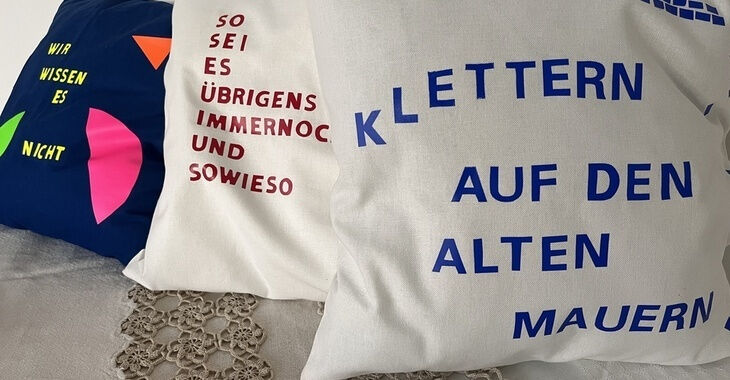 WIR
WISSEN
ES
NICHT
SO
SEI
ES
ÜBRIGENS
IMMERNOC
UND
SOWIESO
KLETTERN
AUF DEN
ALTEN
MAUERN